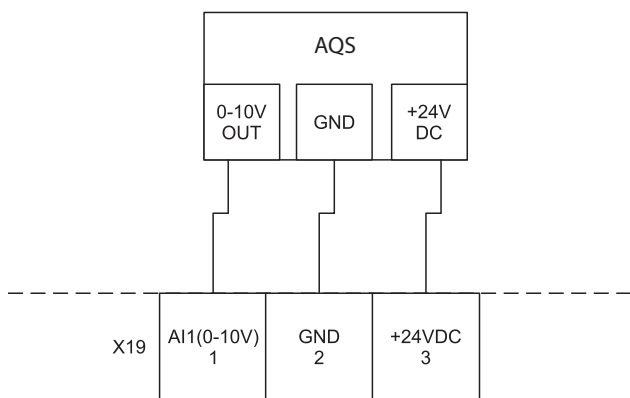 AQS
0-10V
OUT
GND
+24V
DC
X19
AI1(0-10V)
1
GND
2
+24VDC
3